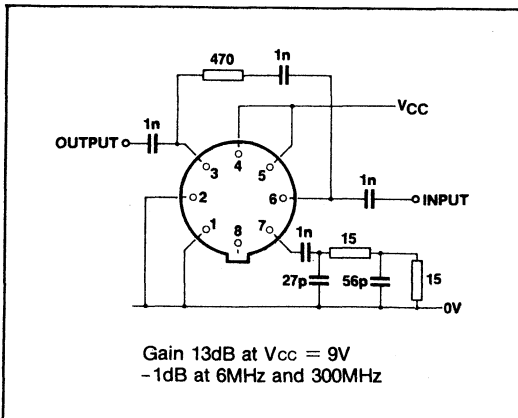 470
1n
VCC
1n
OUTPUT
4
3
5
2
6
1n
INPUT
1
8
7
1n
15
27p
56p
15
0V
Gain 13dB at Vcc = 9V
-1dB at 6MHz and 300MHz